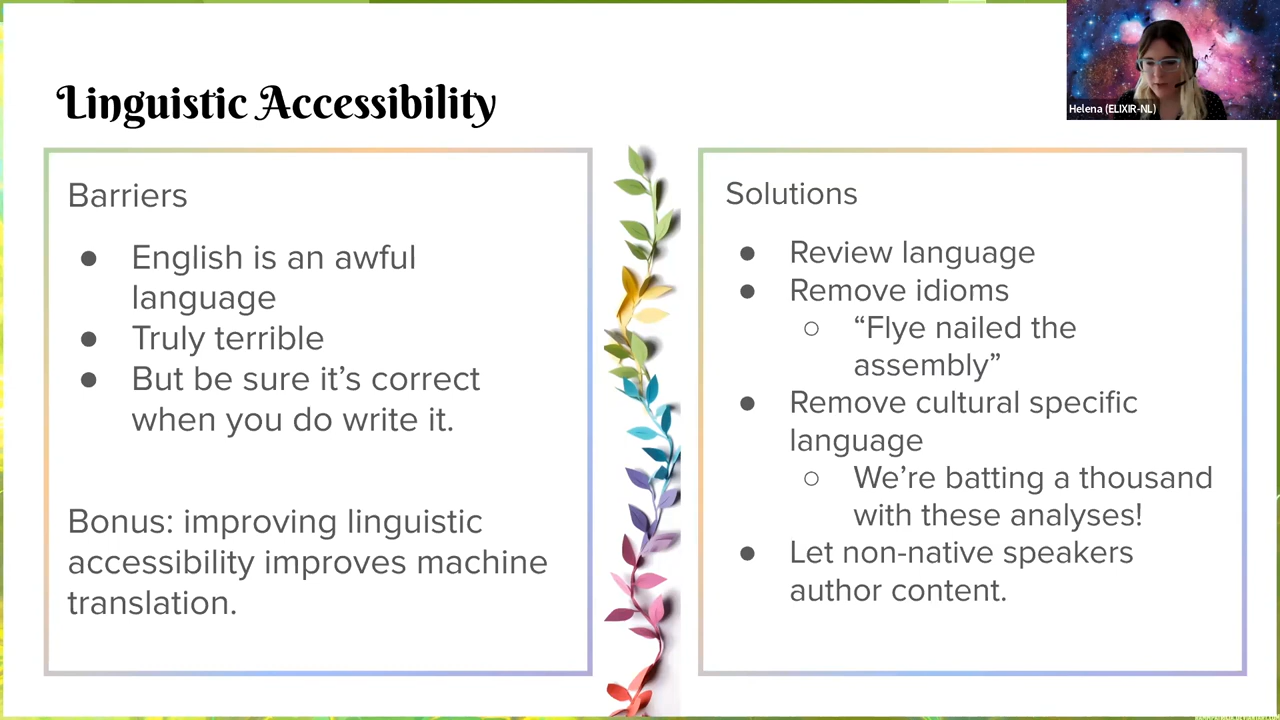 Linguistic Accessibility
Helena (ELIXIR-NL)
Barriers
● English is an awful
language
● Truly terrible
● But be sure it’s correct
when you do write it.
Bonus: improving linguistic
accessibility improves machine
translation.
Solutions
● Review language
● Remove idioms
○ “Flye nailed the
assembly”
● Remove cultural specific
language
○ We’re batting a thousand
with these analyses!
● Let non-native speakers
author content.